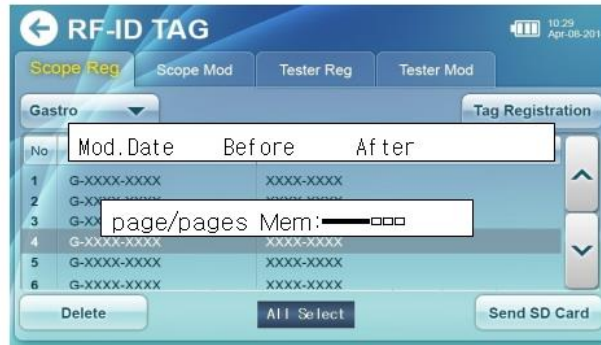 RF-ID TAG
10:29
Apr-08-201
Scope Reg Scope Mod Tester Reg Tester Mod
Gastro Tag Registration
No Mod.Date Before After
1 G-XXXX-XXXX XXXX-XXXX
2
3 G-XX page/pages Mem:
4 G-XXXX-XXXX XXXX-XXXX
5 G-XXXX-XXXX XXXX-XXXX
6 G-XXXX-XXXX XXXX-XXXX
Delete All Select Send SD Card